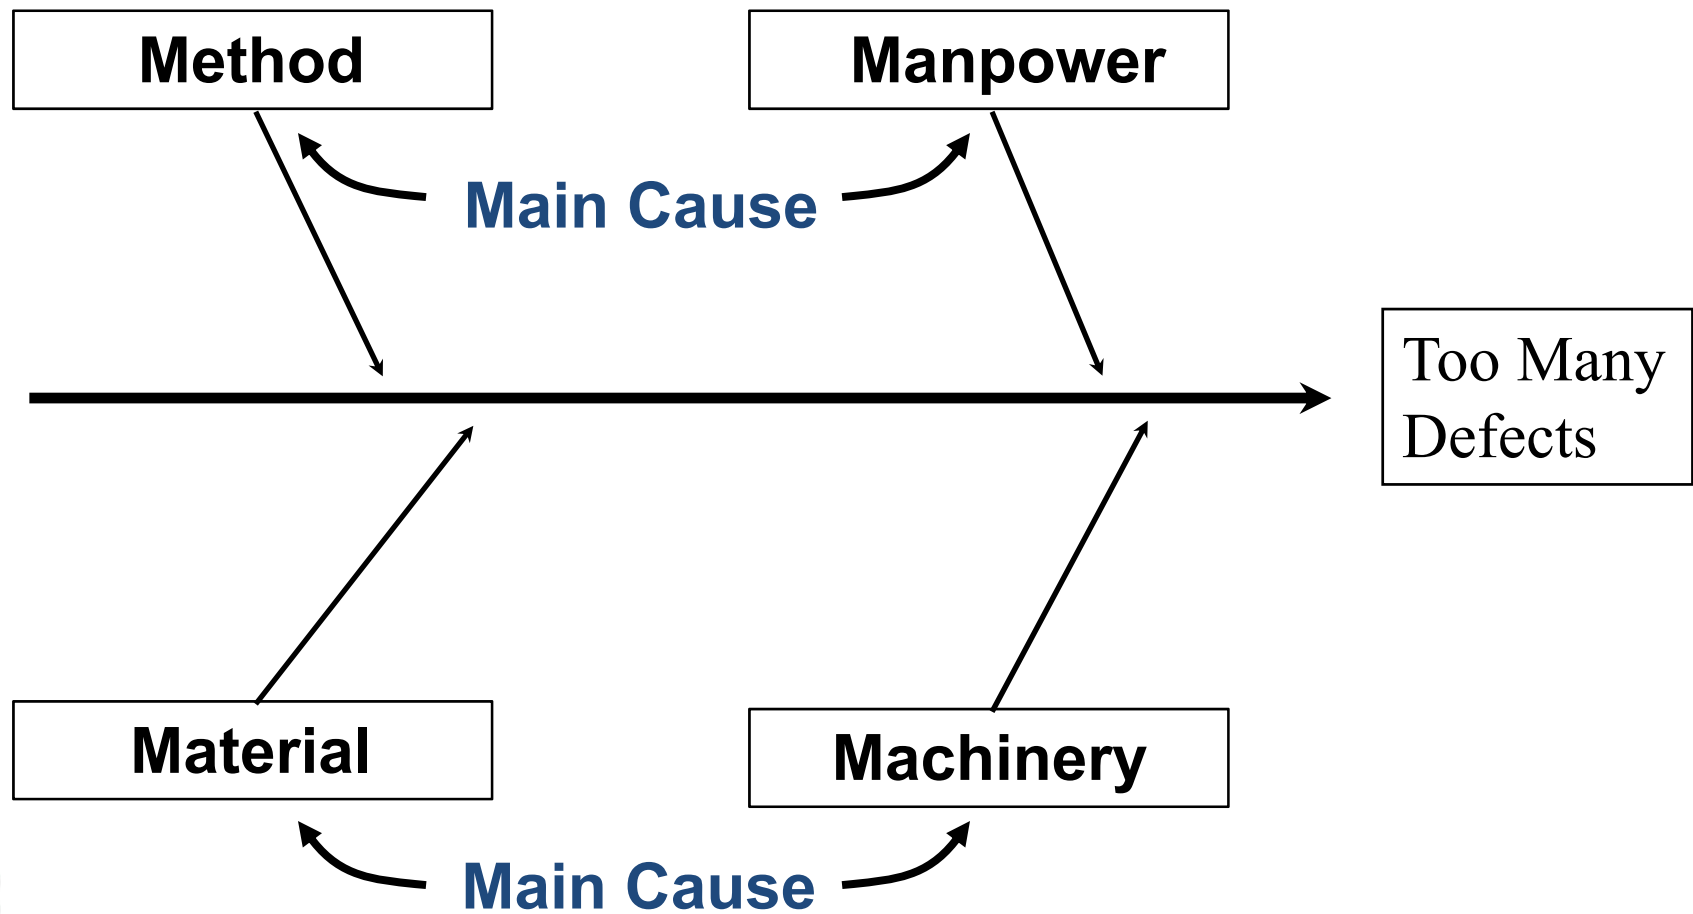 Method
Manpower
Main Cause
Too Many
Defects
Material
Machinery
Main Cause